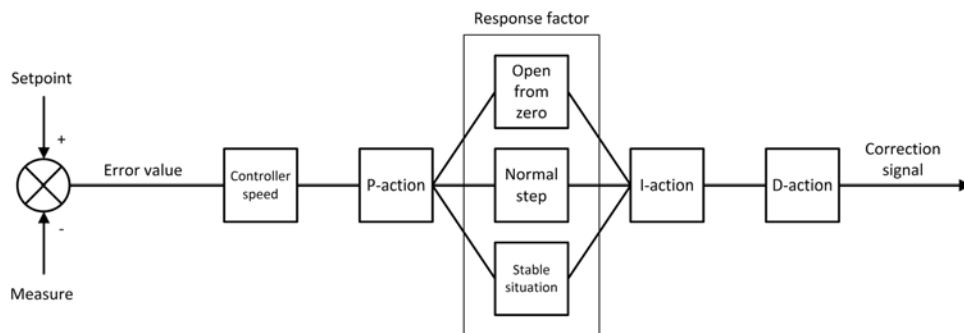 Response factor
Setpoint
+
-
Measure
Error value
Controller
speed
P-action
Open
from
zero
Normal
step
Stable
situation
I-action
D-action
Correction
signal